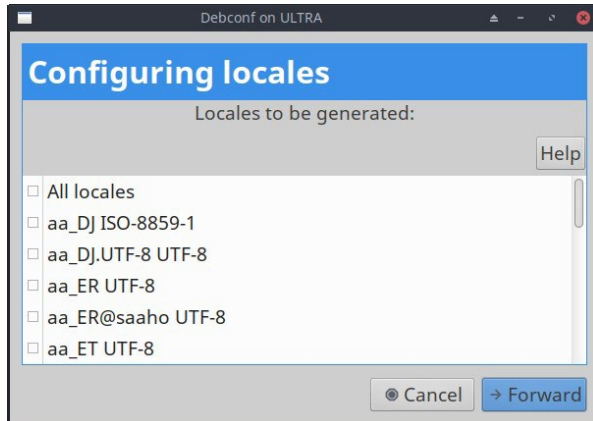 Debconf on ULTRA
Configuring locales
Locales to be generated:
Help
All locales
aa_DJ ISO-8859-1
aa_DJ.UTF-8 UTF-8
aa_ER UTF-8
aa_ER@saaho UTF-8
aa_ET UTF-8
Cancel
Forward